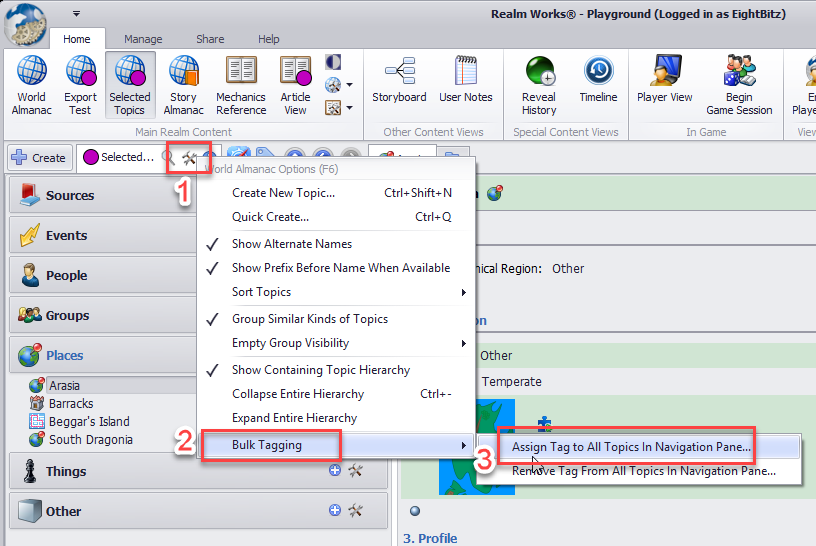 Realm Works® - Playground (Logged in as EightBitz)
Home Manage Share Help
World Almanac
Export Test
Selected Topics
Story Almanac
Mechanics Reference
Article View
Storyboard
User Notes
Reveal History
Timeline
Player View
Begin Game Session
Main Realm Content
Other Content Views
Special Content Views
In Game
Create
Selected...
1
World Almanac Options (F6)
Create New Topic... Ctrl+Shift+N
Quick Create... Ctrl+Q
Show Alternate Names
Show Prefix Before Name When Available
Sort Topics
Group Similar Kinds of Topics
Empty Group Visibility
Show Containing Topic Hierarchy
Collapse Entire Hierarchy Ctrl+-
Expand Entire Hierarchy
2
Bulk Tagging
3
Assign Tag to All Topics In Navigation Pane...
Remove Tag From All Topics In Navigation Pane...
Sources
Events
People
Groups
Places
Arasia
Barracks
Beggar's Island
South Dragonia
Things
Other
Region: Other
Other
Temperate
3. Profile